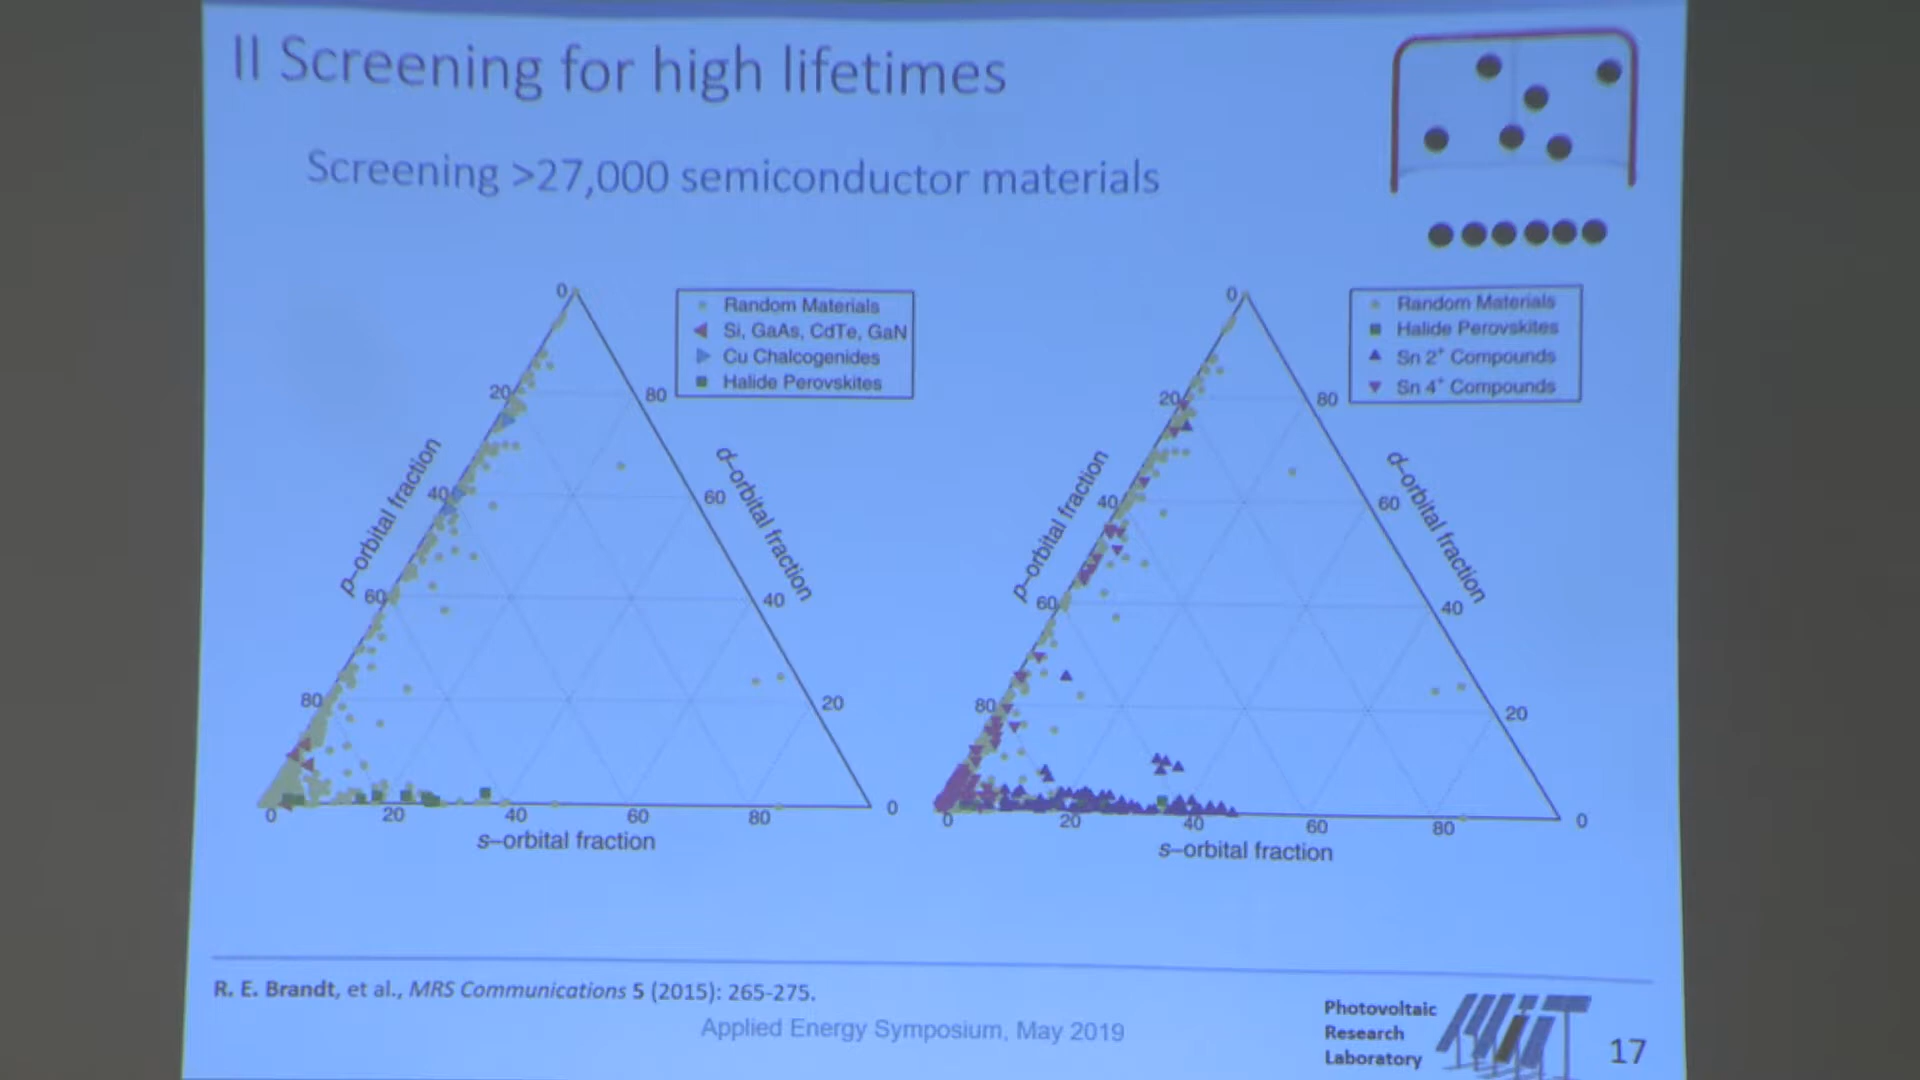 II Screening for high lifetimes
Screening >27,000 semiconductor materials
0
20
40
60
80
p–orbital fraction
80
60
40
20
0
d–orbital fraction
0
20
40
60
80
s–orbital fraction
Random Materials
Si, GaAs, CdTe, GaN
Cu Chalcogenides
Halide Perovskites
0
20
40
60
80
p–orbital fraction
80
60
40
20
0
d–orbital fraction
0
20
40
60
80
s–orbital fraction
Random Materials
Halide Perovskites
Sn 2⁺ Compounds
Sn 4⁺ Compounds
R. E. Brandt, et al., MRS Communications 5 (2015): 265-275.
Applied Energy Symposium, May 2019
Photovoltaic
Research
Laboratory
MIT
17